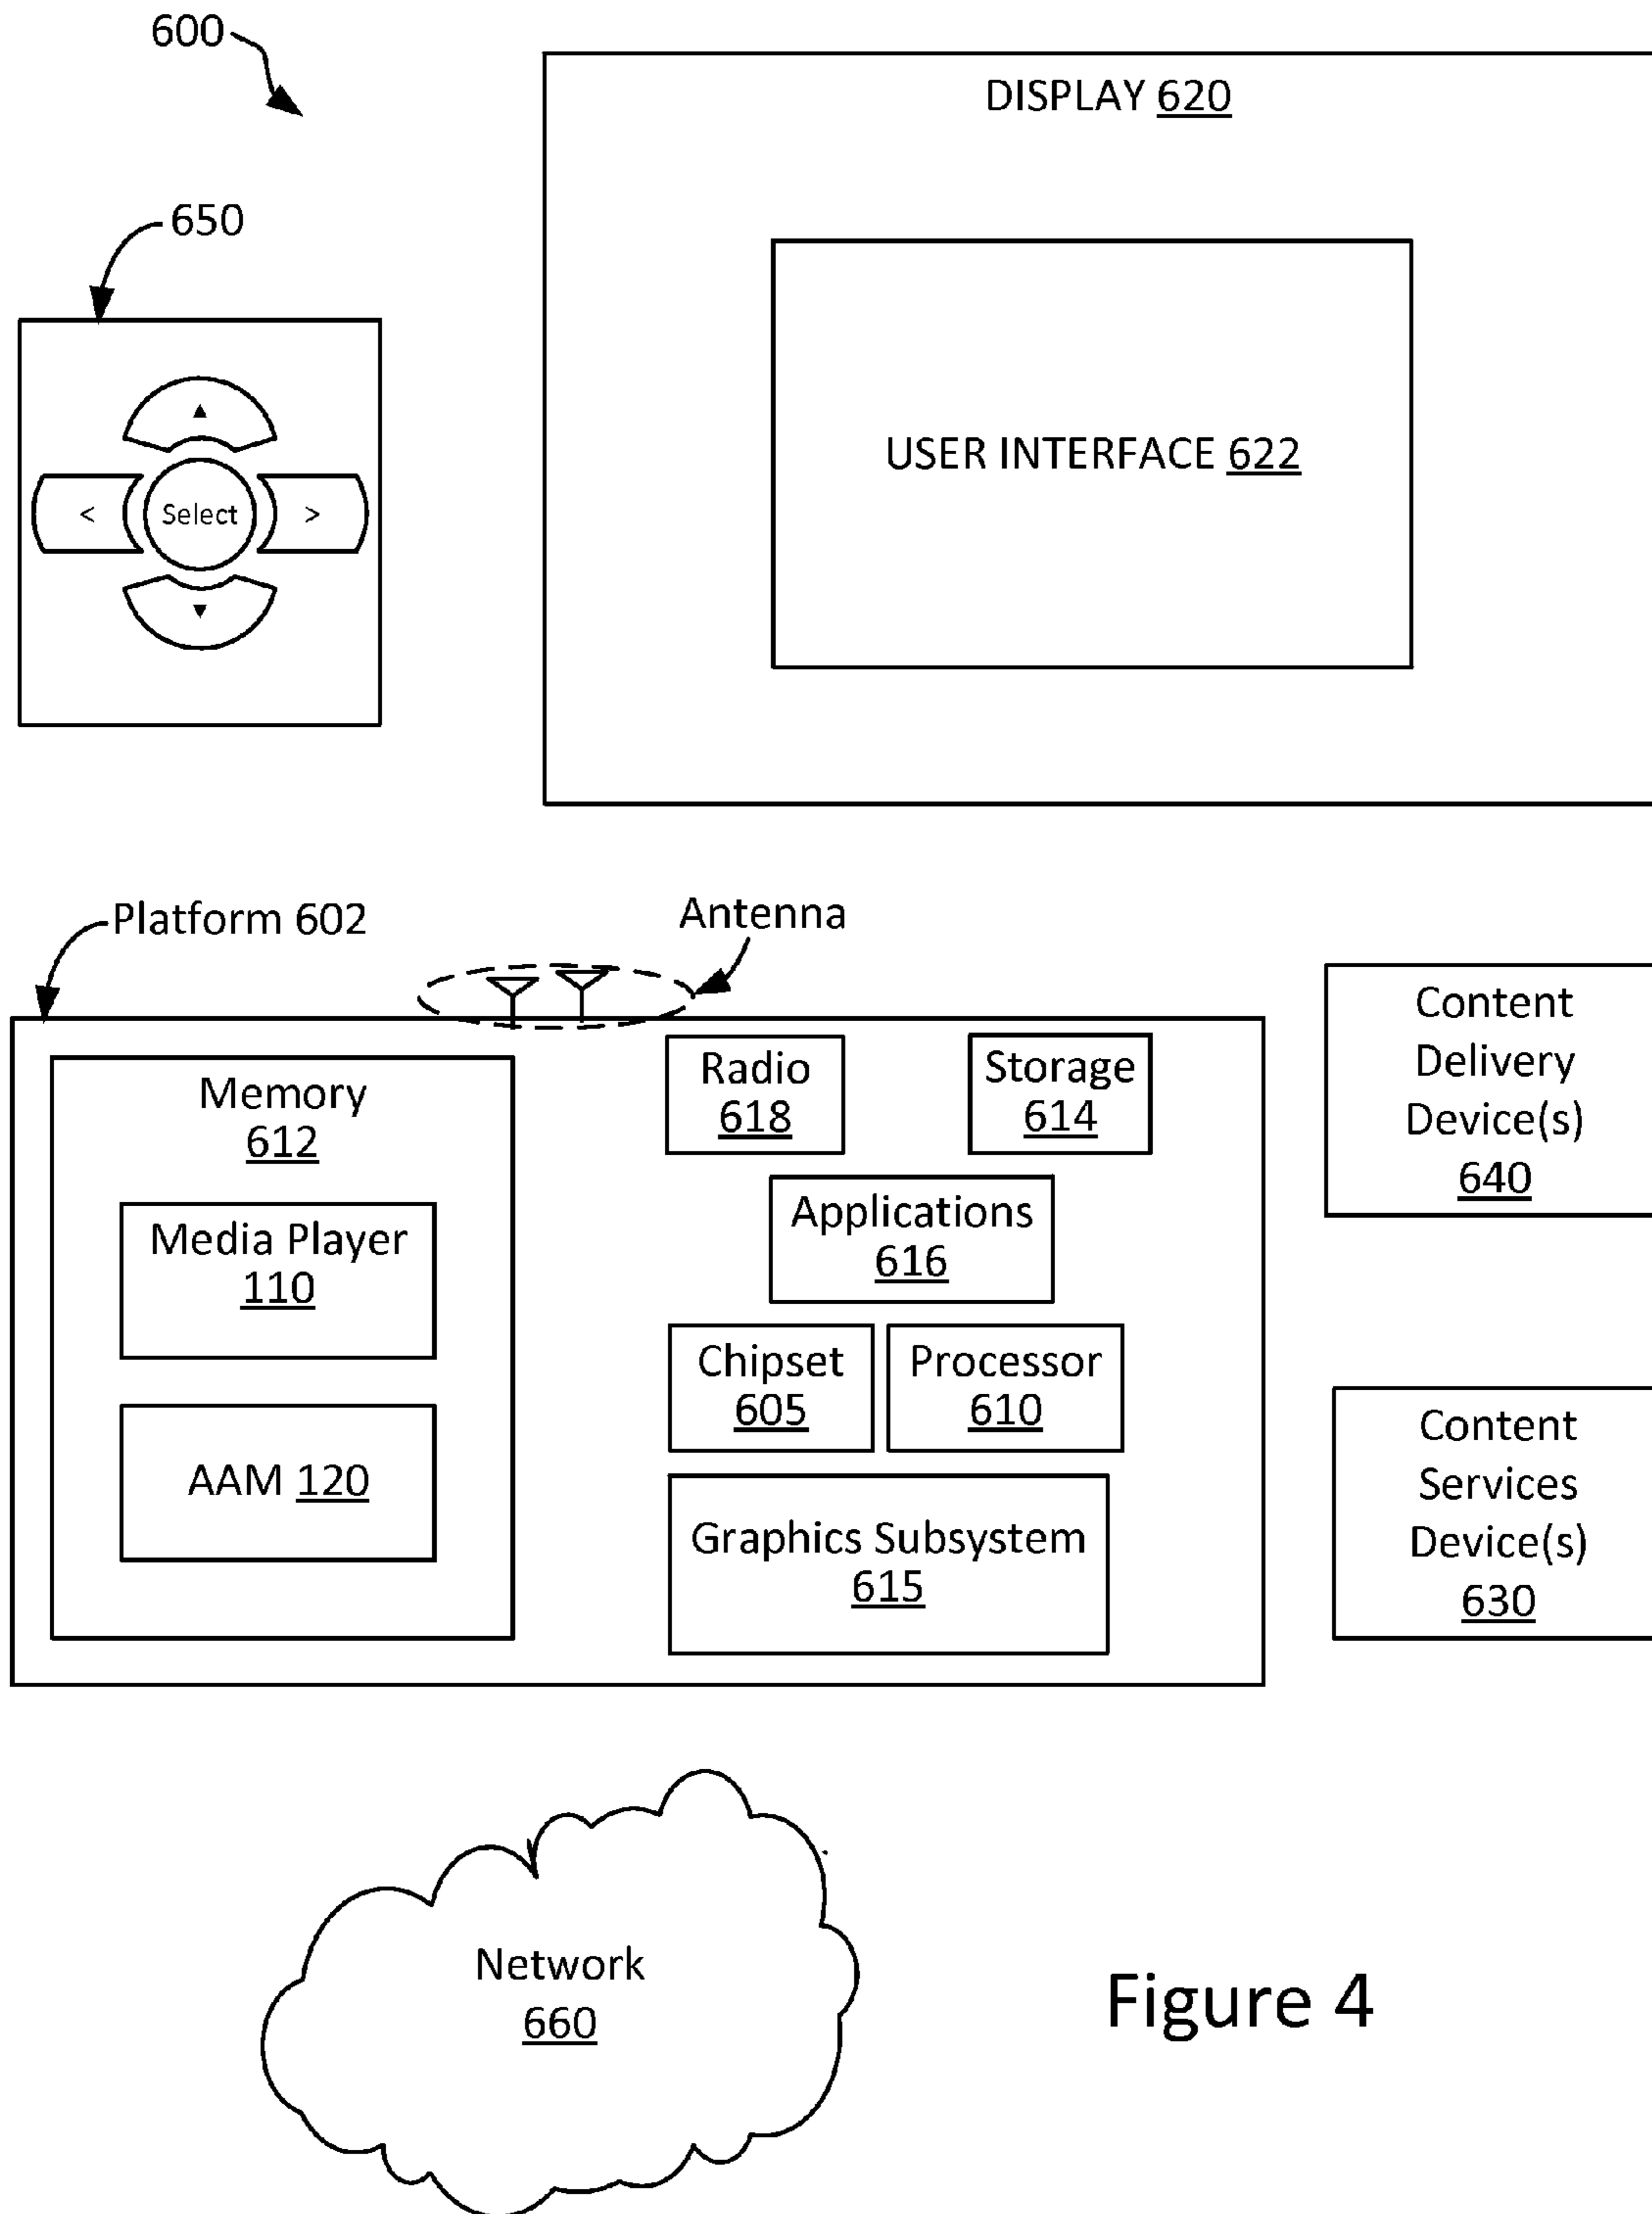 600
DISPLAY 620
650
USER INTERFACE 622
<
Select
>
Platform 602
Antenna
Memory
612
Media Player
110
AAM 120
Radio
618
Storage
614
Applications
616
Chipset
605
Processor
610
Graphics Subsystem
615
Content
Delivery
Device(s)
640
Content
Services
Device(s)
630
Network
660
Figure 4